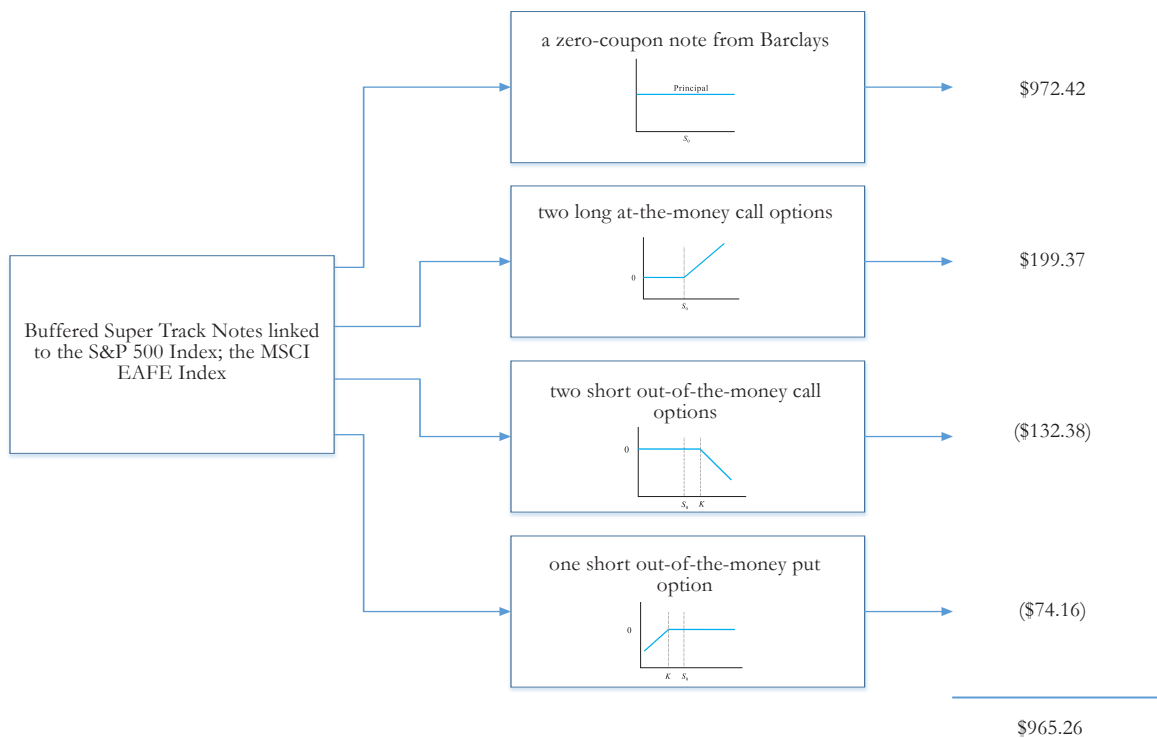 a zero-coupon note from Barclays
Principal
S₀
$972.42
two long at-the-money call options
0
S₀
$199.37
Buffered Super Track Notes linked
to the S&P 500 Index; the MSCI
EAFE Index
two short out-of-the-money call
options
0
S₀ K
($132.38)
one short out-of-the-money put
option
0
K S₀
($74.16)
$965.26